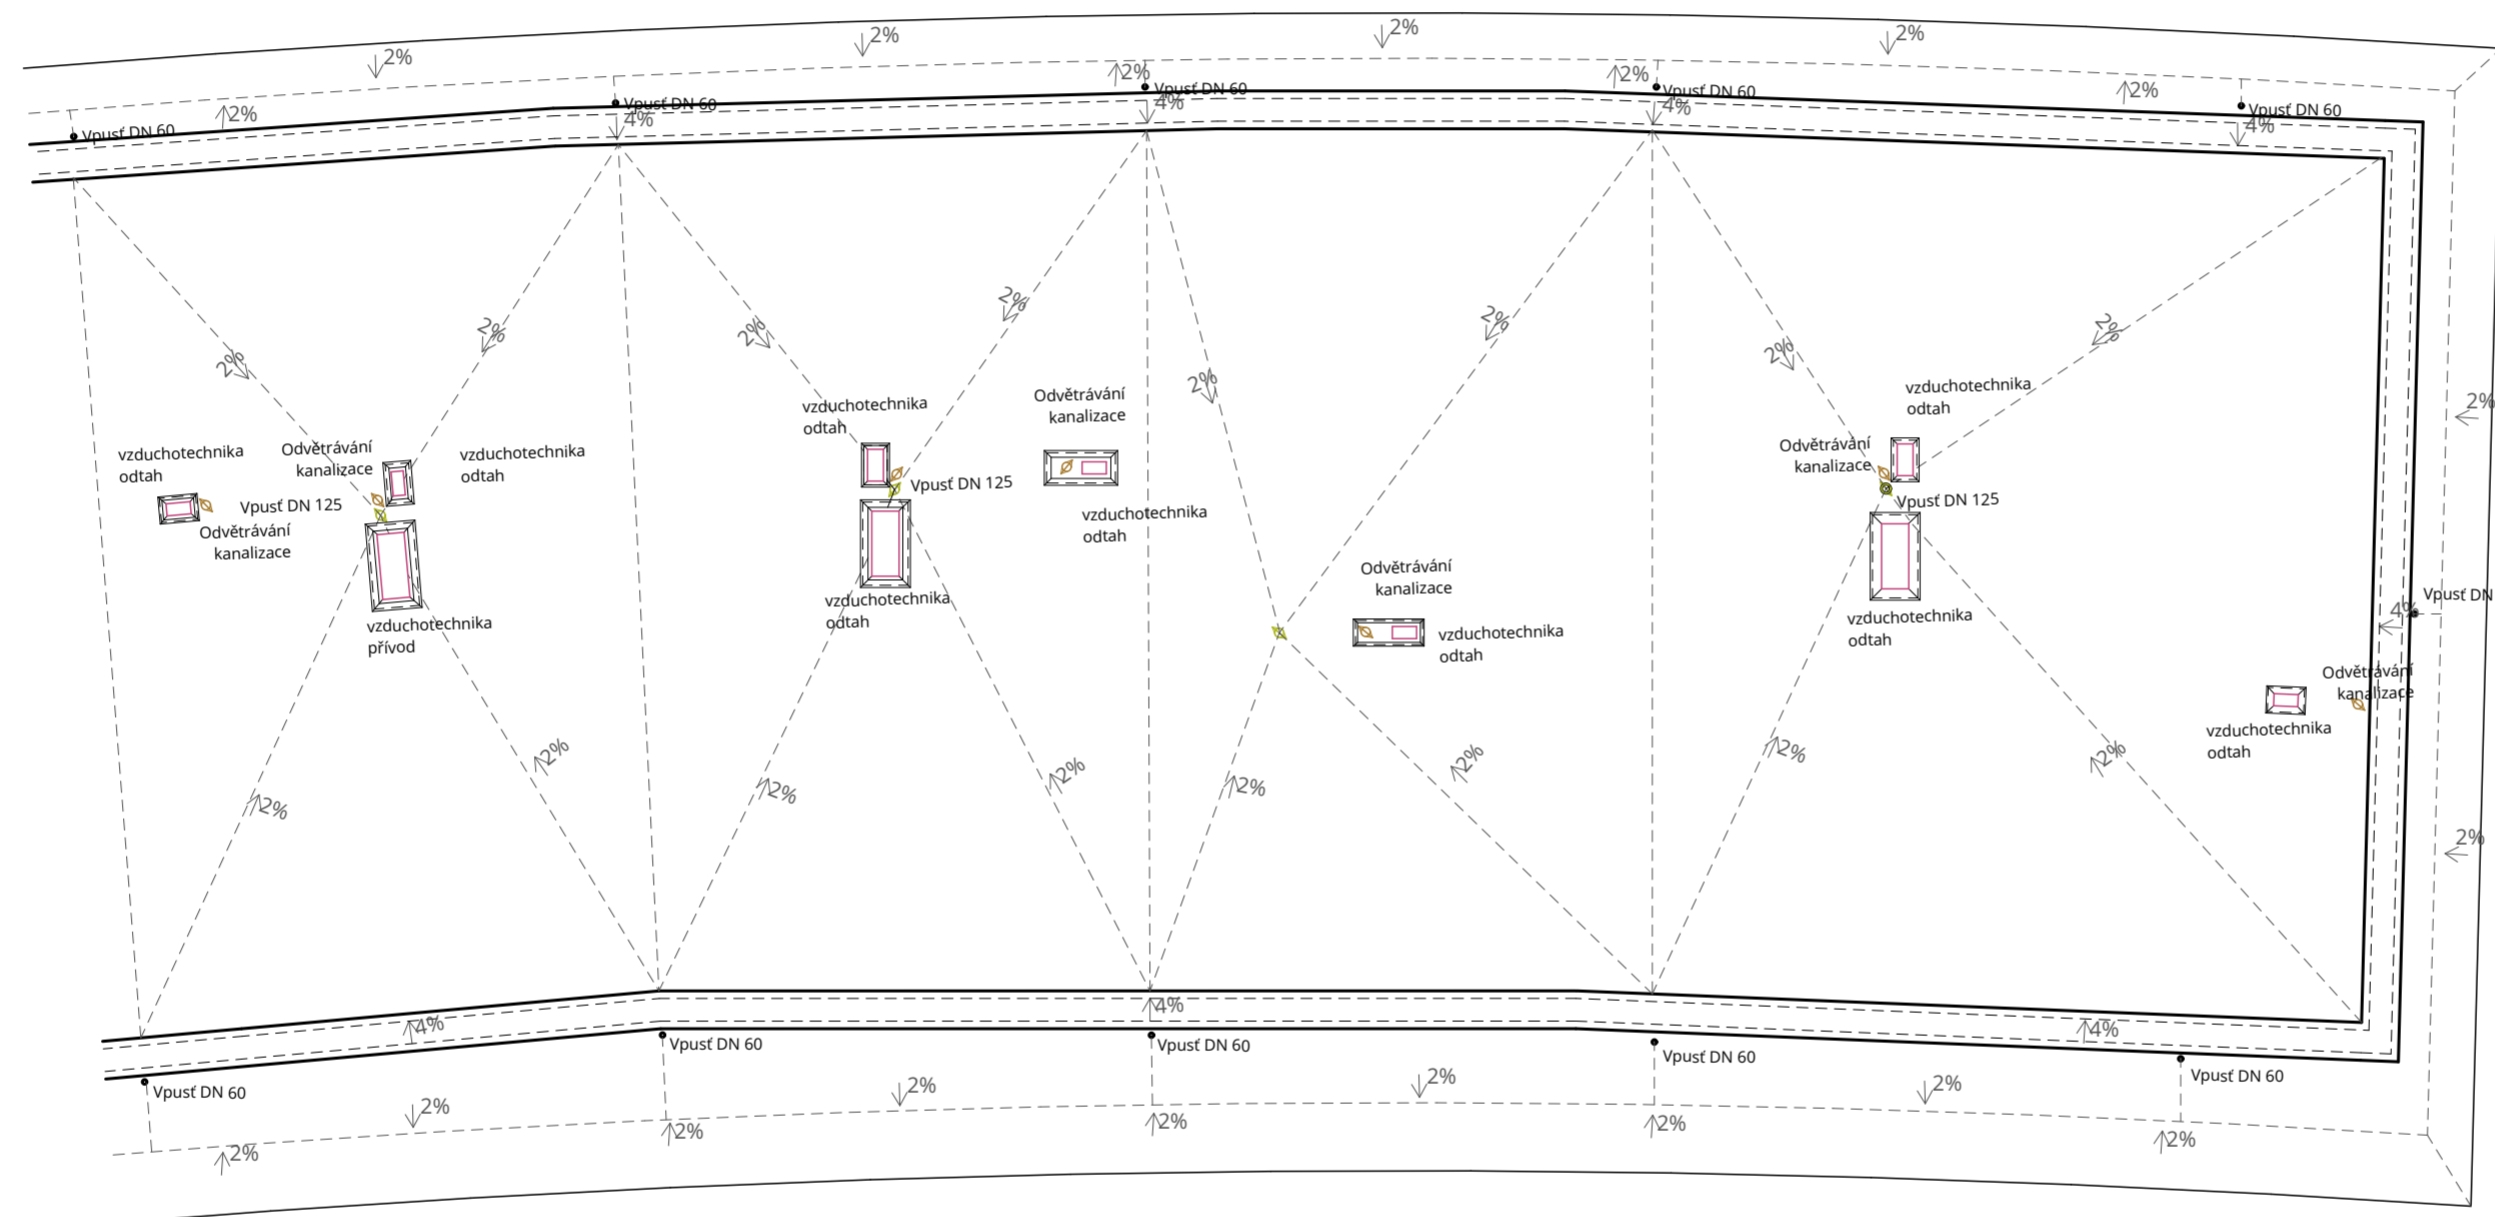 2%
2%
2%
2%
2%
2%
2%
2%
Vpusť DN 60
Vpusť DN 60
Vpusť DN 60
Vpusť DN 60
Vpusť DN 60
4%
4%
4%
4%
2%
2%
2%
2%
2%
2%
2%
2%
2%
vzduchotechnika
odtah
Odvětrávání
kanalizace
vzduchotechnika
odtah
Vpusť DN 125
Odvětrávání
kanalizace
vzduchotechnika
přívod
vzduchotechnika
odtah
Vpusť DN 125
vzduchotechnika
odtah
Odvětrávání
kanalizace
vzduchotechnika
odtah
Odvětrávání
kanalizace
vzduchotechnika
odtah
vzduchotechnika
odtah
Odvětrávání
kanalizace
Vpusť DN 125
vzduchotechnika
odtah
4%
Vpusť DN
Odvětrávání
kanalizace
vzduchotechnika
odtah
2%
2%
2%
2%
2%
2%
2%
2%
2%
4%
4%
4%
Vpusť DN 60
Vpusť DN 60
Vpusť DN 60
Vpusť DN 60
Vpusť DN 60
2%
2%
2%
2%
2%
2%
2%
2%
2%